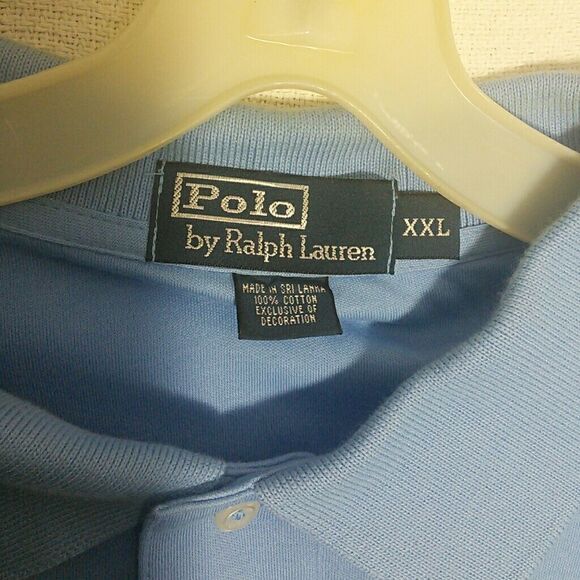 Polo
by Ralph Lauren
XXL
MADE IN SRI LANKA
100% COTTON
EXCLUSIVE OF
DECORATION